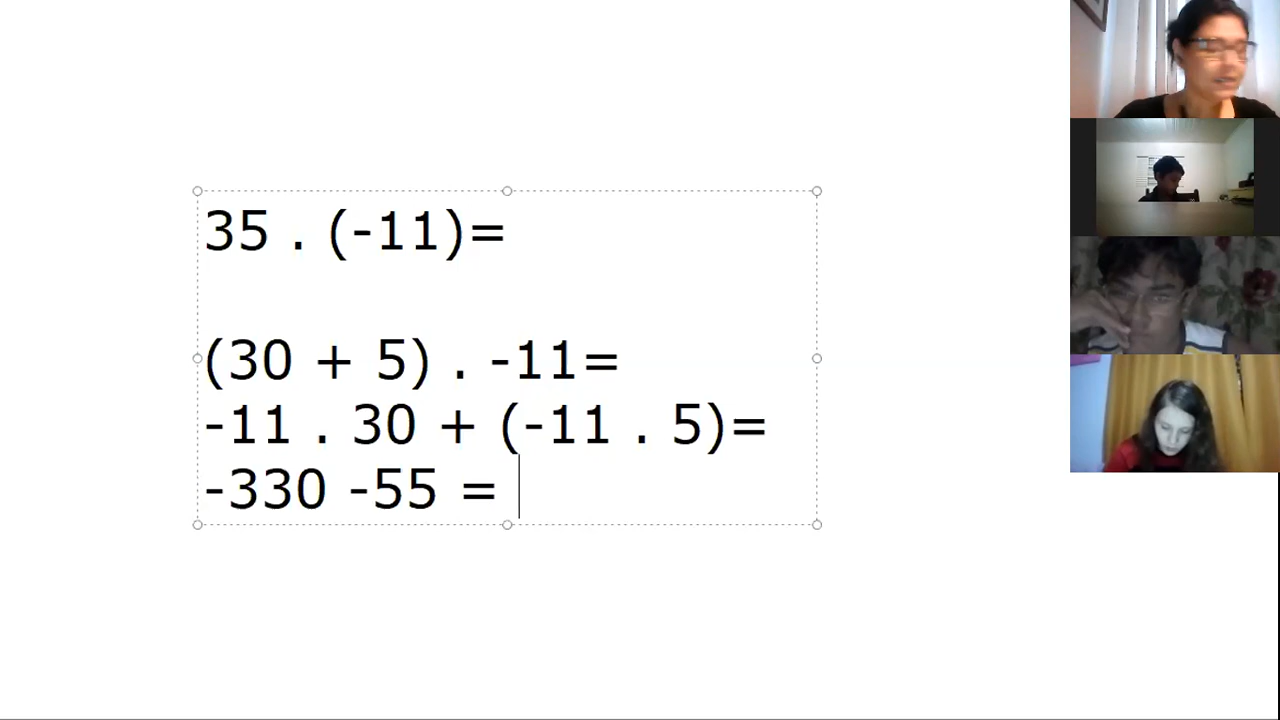 35 . (-11)=
(30 + 5) . -11=
-11 . 30 + (-11 . 5)=
-330 -55 =